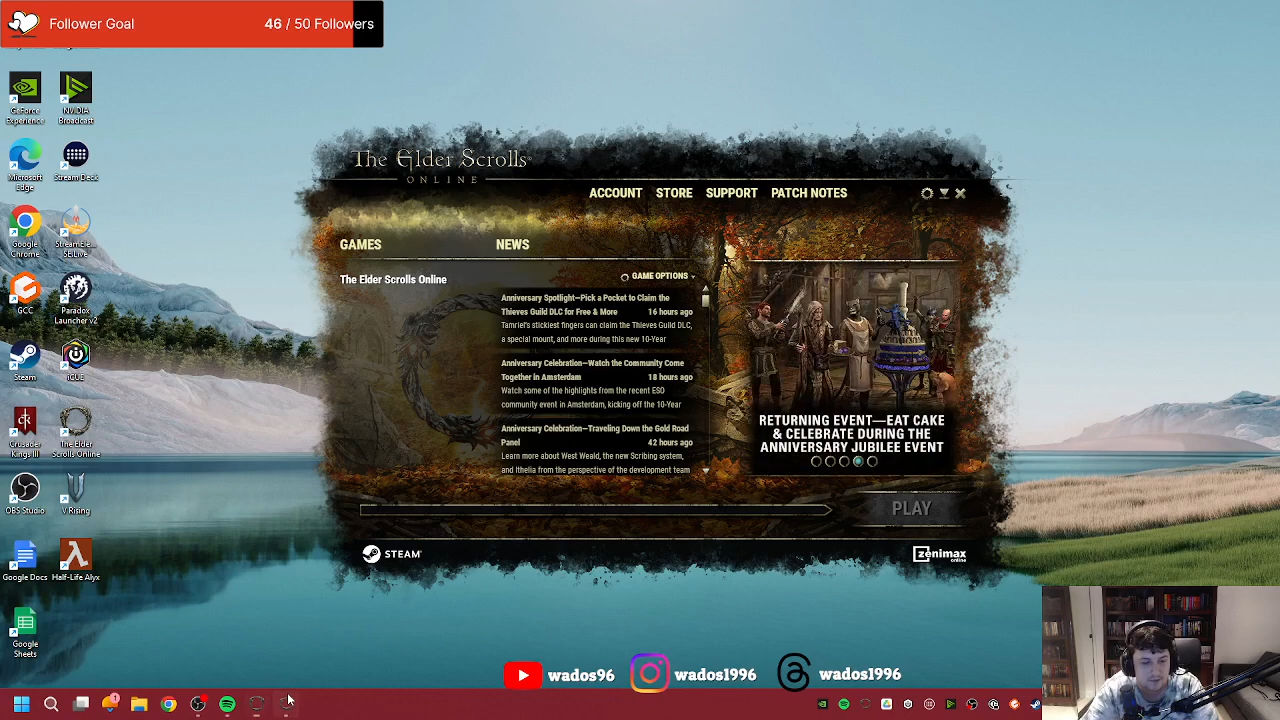 Follower Goal
46 / 50 Followers
GeForce
Experience
NVIDIA
Broadcast
Microsoft
Edge
Stream Deck
Google
Chrome
StreamEle...
SE.Live
GCC
Paradox
Launcher v2
Steam
iCUE
Crusader
Kings III
The Elder
Scrolls Online
OBS Studio
V Rising
Google Docs
Half-Life Alyx
Google
Sheets
The Elder Scrolls
ONLINE
ACCOUNT STORE SUPPORT PATCH NOTES
GAMES
NEWS
The Elder Scrolls Online
GAME OPTIONS
Anniversary Spotlight—Pick a Pocket to Claim the
Thieves Guild DLC for Free & More 16 hours ago
Tamriel's stickiest fingers can claim the Thieves Guild DLC,
a special mount, and more during this new 10-Year
Anniversary Celebration—Watch the Community Come
Together in Amsterdam 18 hours ago
Watch some of the highlights from the recent ESO
community event in Amsterdam, kicking off the 10-Year
Anniversary Celebration—Traveling Down the Gold Road
Panel 42 hours ago
Learn more about West Weald, the new Scribing system,
and Ithelia from the perspective of the development team
RETURNING EVENT—EAT CAKE
& CELEBRATE DURING THE
ANNIVERSARY JUBILEE EVENT
PLAY
STEAM
zenimax
online
wados96
wados1996
wados1996
1